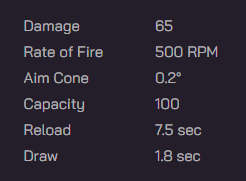 Damage 65
Rate of Fire 500 RPM
Aim Cone 0.2°
Capacity 100
Reload 7.5 sec
Draw 1.8 sec